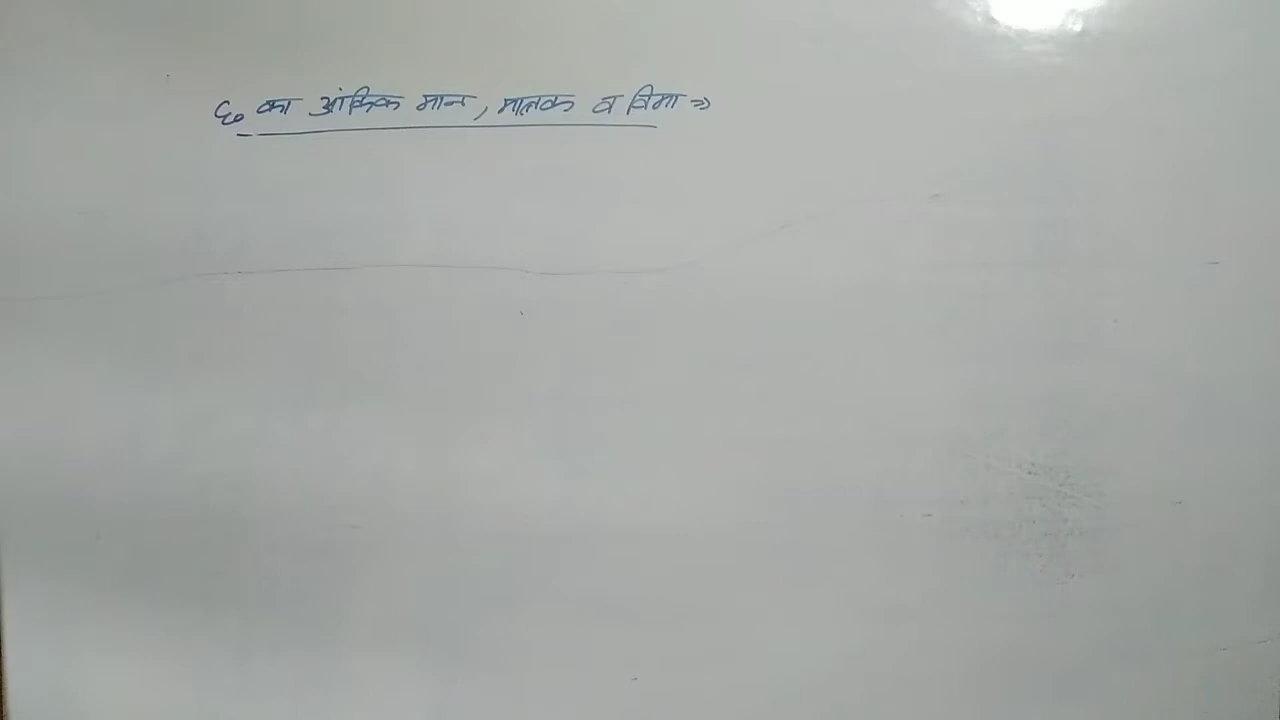 ε₀ का आंकिक मान, मात्रक व विमा ⇒